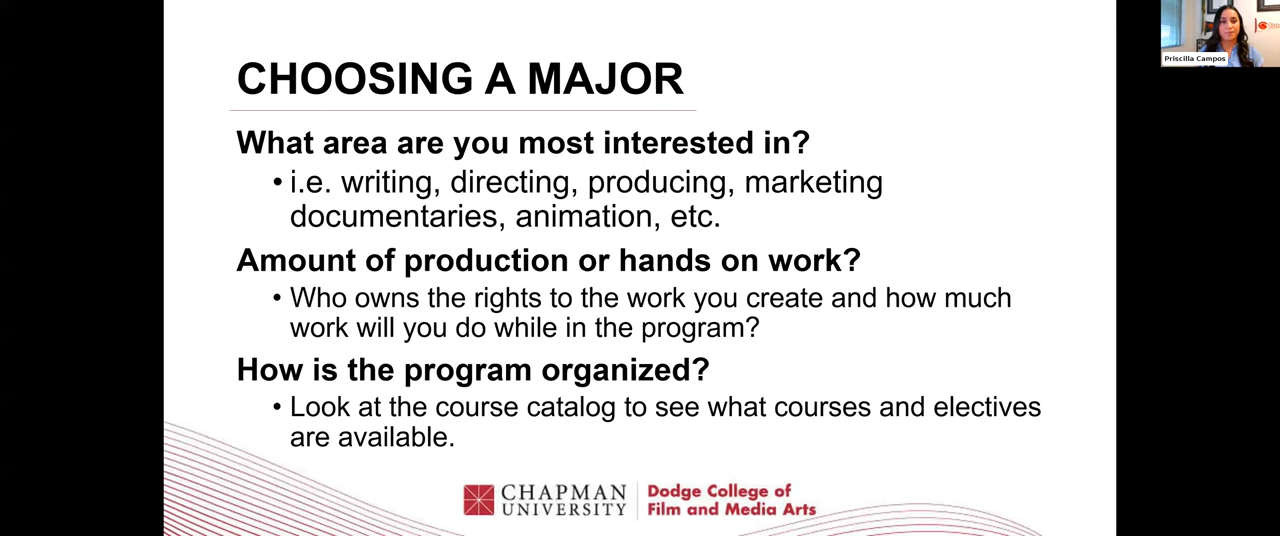 CHOOSING A MAJOR
What area are you most interested in?
• i.e. writing, directing, producing, marketing
documentaries, animation, etc.
Amount of production or hands on work?
• Who owns the rights to the work you create and how much
work will you do while in the program?
How is the program organized?
• Look at the course catalog to see what courses and electives
are available.
CHAPMAN
UNIVERSITY
Dodge College of
Film and Media Arts
Priscilla Campos